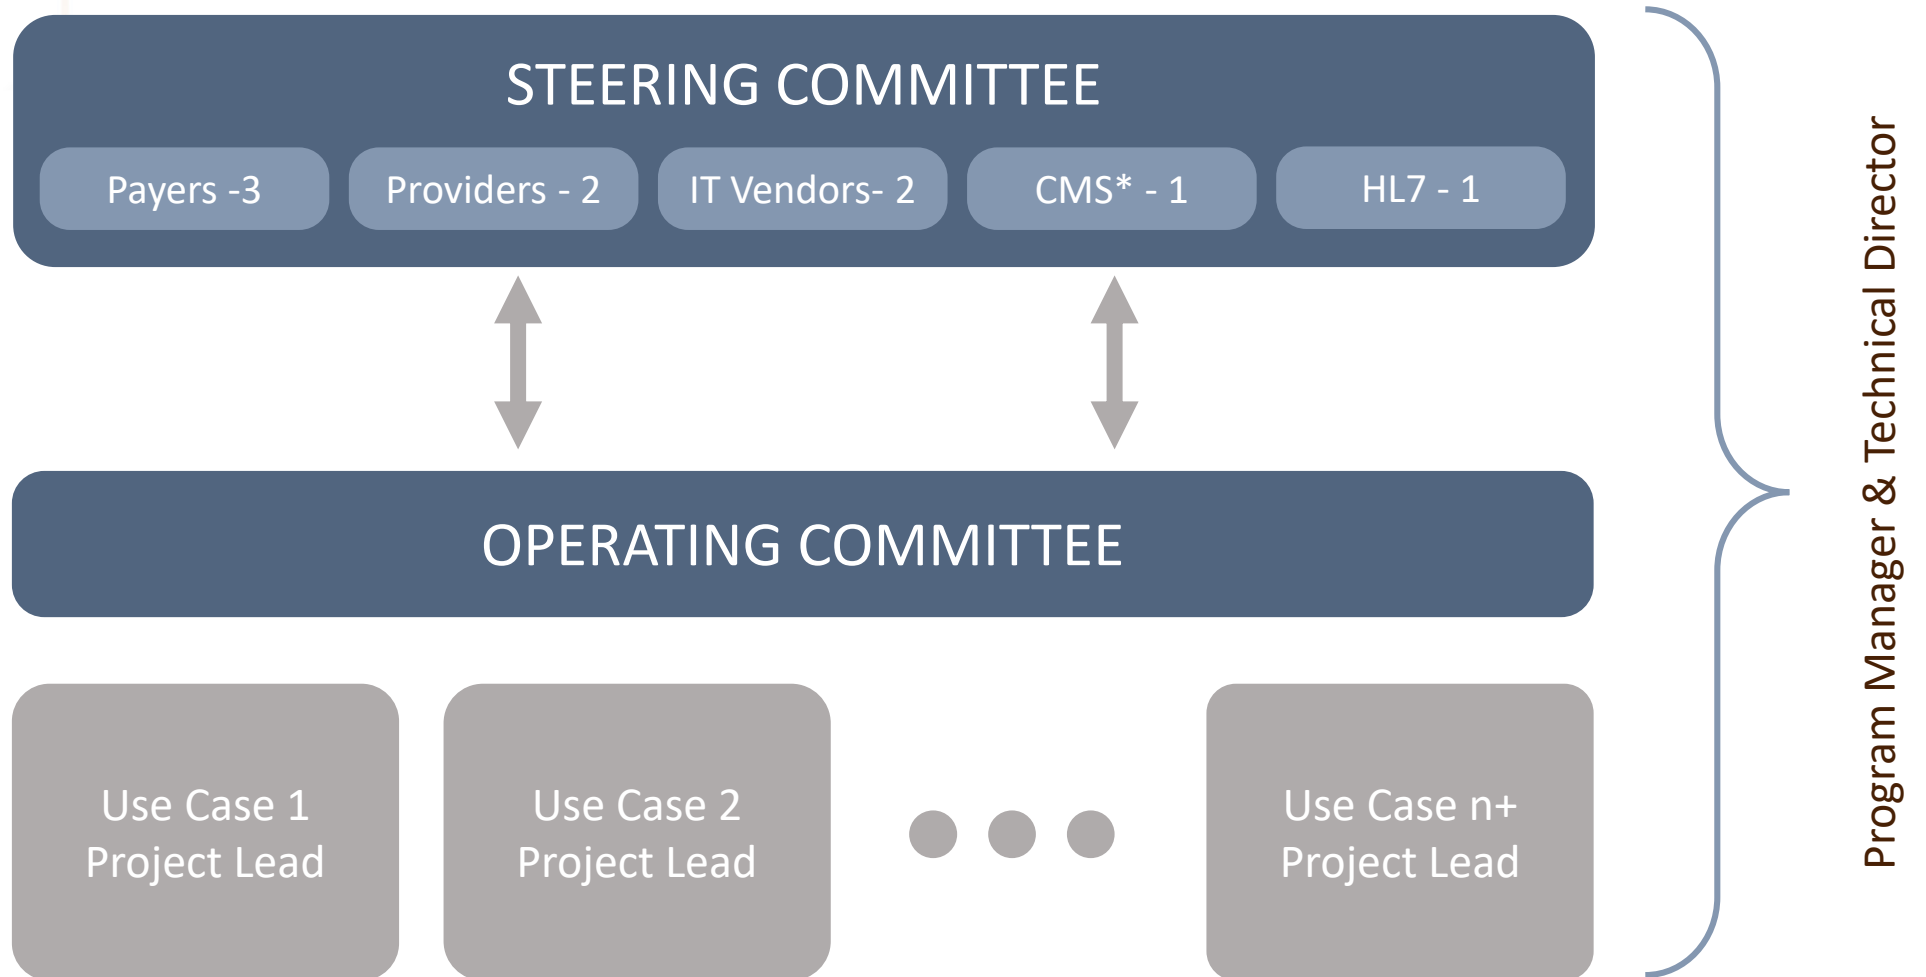 STEERING COMMITTEE
Payers -3
Providers - 2
IT Vendors- 2
CMS* - 1
HL7 - 1
OPERATING COMMITTEE
Use Case 1
Project Lead
Use Case 2
Project Lead
Use Case n+
Project Lead
Program Manager & Technical Director